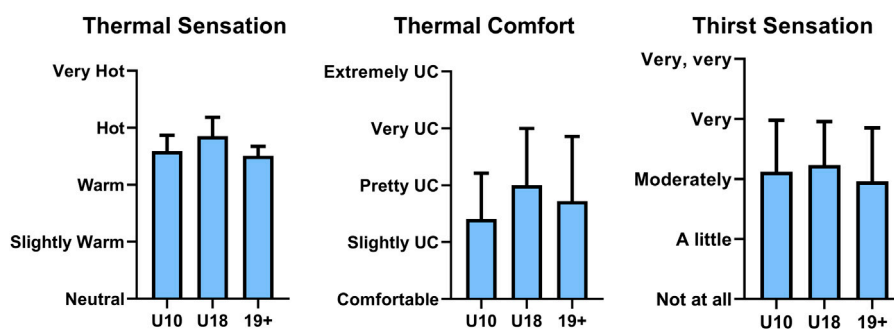 Thermal Sensation
Very Hot
Hot
Warm
Slightly Warm
Neutral
U10 U18 19+
Thermal Comfort
Extremely UC
Very UC
Pretty UC
Slightly UC
Comfortable
U10 U18 19+
Thirst Sensation
Very, very
Very
Moderately
A little
Not at all
U10 U18 19+